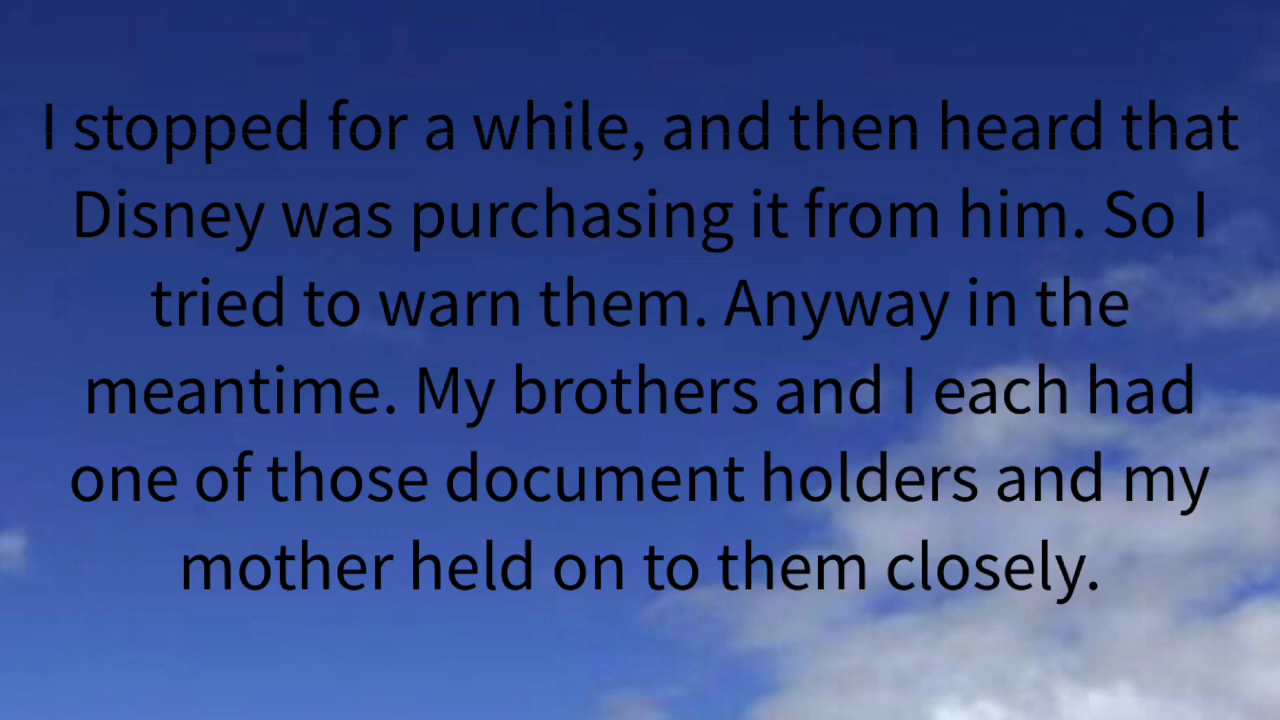 I stopped for a while, and then heard that
Disney was purchasing it from him. So I
tried to warn them. Anyway in the
meantime. My brothers and I each had
one of those document holders and my
mother held on to them closely.